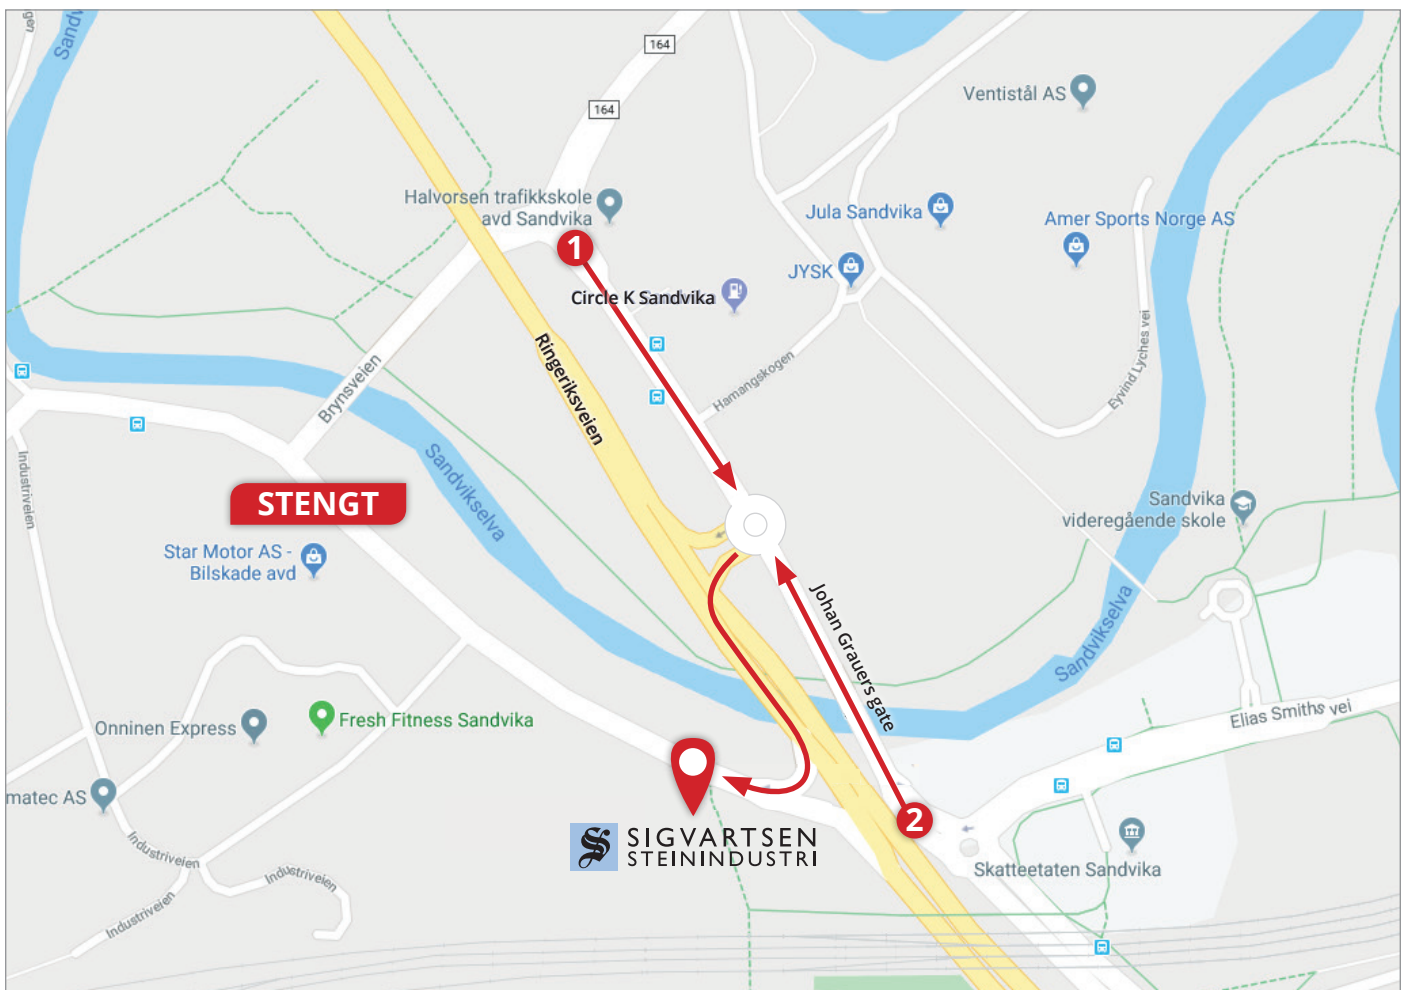 Sandv
gen
164
164
Ventistål AS
Halvorsen trafikkskole
avd Sandvika
Jula Sandvika
Amer Sports Norge AS
1
JYSK
Circle K Sandvika
Ringeriksveien
Brynsveien
Hamangskogen
Eyvind Lyches vei
Industriveien
Sandvikselva
STENGT
Sandvika
videregående skole
Star Motor AS -
Bilskade avd
Johan Grauers gate
Sandvikselva
Onninen Express
Fresh Fitness Sandvika
Elias Smiths vei
matec AS
2
SIGVARTSEN
STEININDUSTRI
Skatteetaten Sandvika
Industriveien
Industriveien
Industriveien